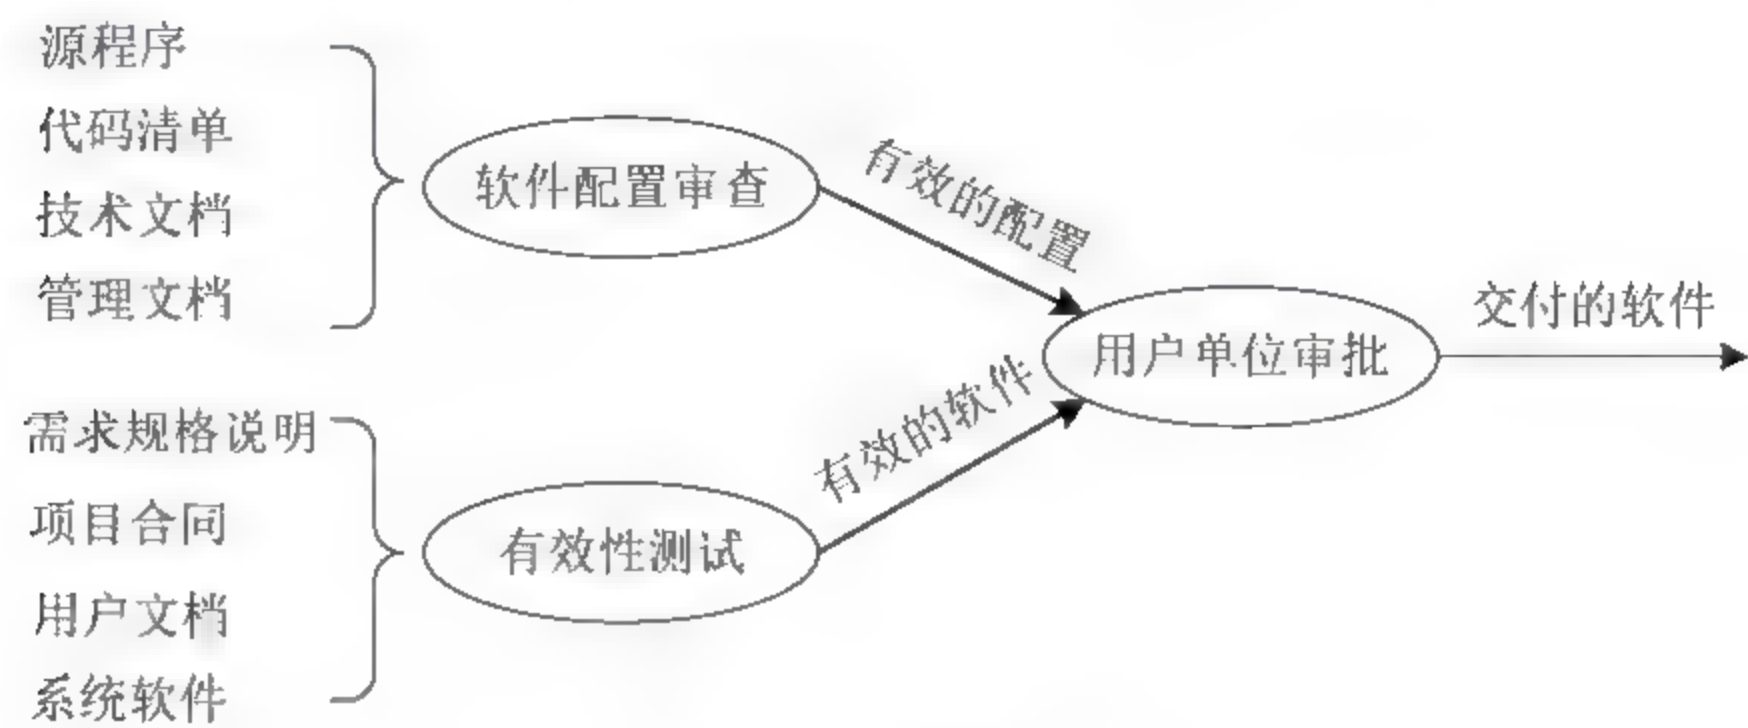 源程序
代码清单
技术文档
管理文档
软件配置审查
有效的配置
用户单位审批
交付的软件
需求规格说明
项目合同
用户文档
系统软件
有效性测试
有效的软件